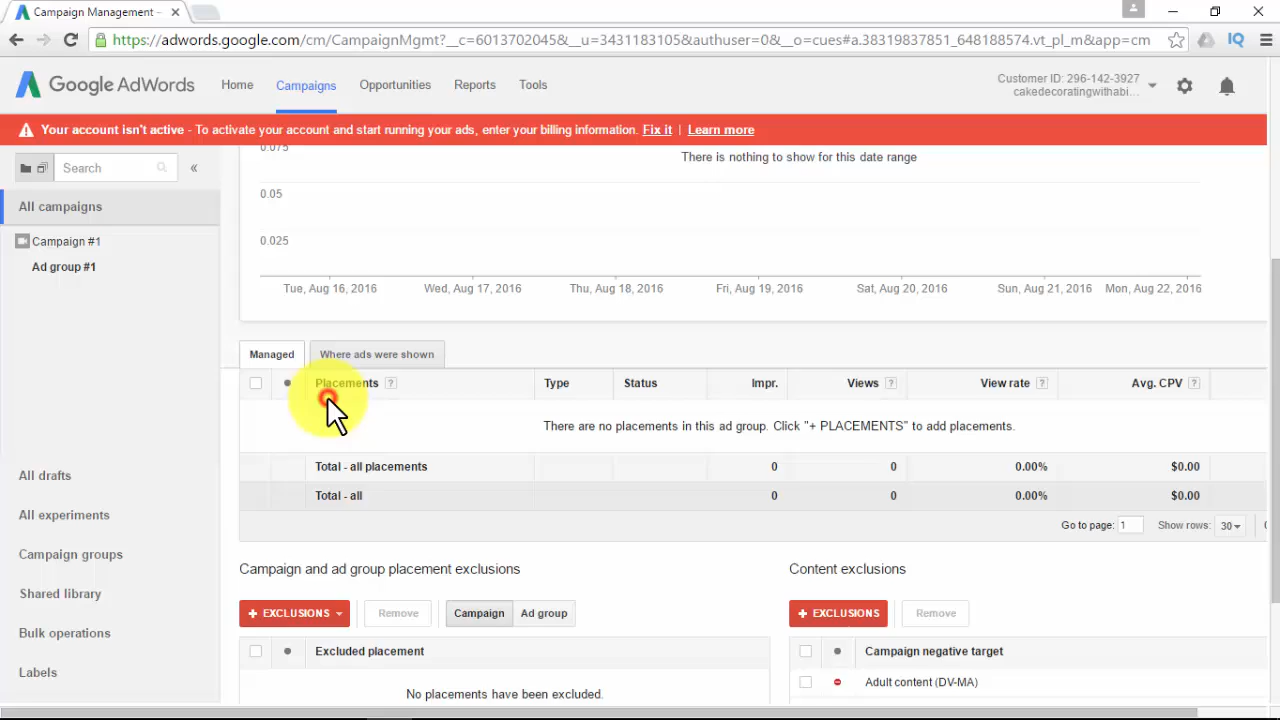 Campaign Management –
https://adwords.google.com/cm/CampaignMgmt?__c=6013702045&__u=3431183105&authuser=0&__o=cues#a.38319837851_648188574.vt_pl_m&app=cm
IQ
Google AdWords
Home
Campaigns
Opportunities
Reports
Tools
Customer ID: 296-142-3927
cakedecoratingwithabi...
Your account isn't active - To activate your account and start running your ads, enter your billing information. Fix it | Learn more
Search
«
All campaigns
Campaign #1
Ad group #1
All drafts
All experiments
Campaign groups
Shared library
Bulk operations
Labels
0.075
There is nothing to show for this date range
0.05
0.025
Tue, Aug 16, 2016 Wed, Aug 17, 2016 Thu, Aug 18, 2016 Fri, Aug 19, 2016 Sat, Aug 20, 2016 Sun, Aug 21, 2016 Mon, Aug 22, 2016
Managed Where ads were shown
Placements ? Type Status Impr. Views ? View rate ? Avg. CPV ?
There are no placements in this ad group. Click "+ PLACEMENTS" to add placements.
Total - all placements 0 0 0.00% $0.00
Total - all 0 0 0.00% $0.00
Go to page: 1 Show rows: 30
Campaign and ad group placement exclusions
+ EXCLUSIONS Remove Campaign Ad group
Excluded placement
No placements have been excluded.
Content exclusions
+ EXCLUSIONS Remove
Campaign negative target
Adult content (DV-MA)